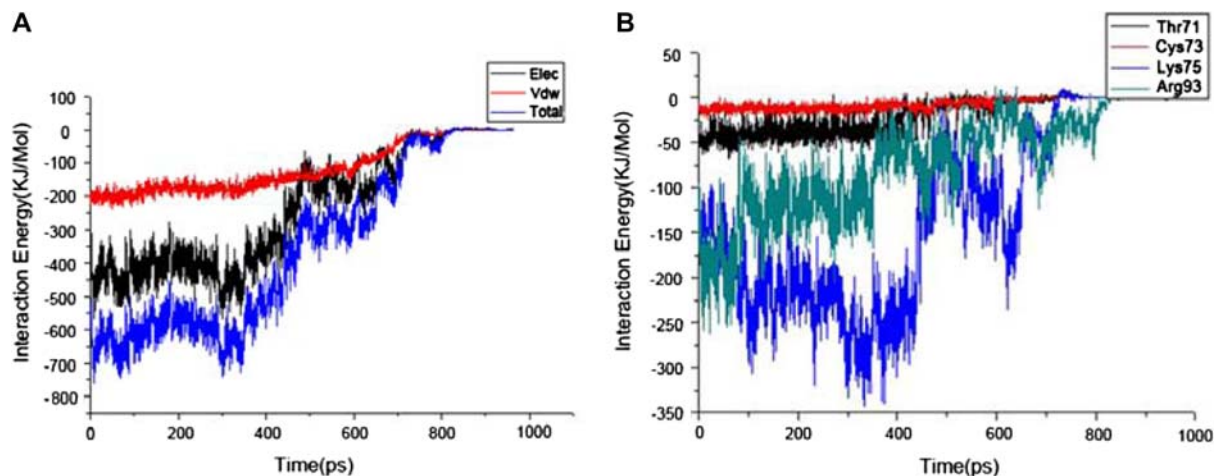 A
Elec
Vdw
Total
100
0
-100
-200
-300
-400
-500
-600
-700
-800
Interaction Energy(KJ/Mol)
0 200 400 600 800 1000
Time(ps)
B
Thr71
Cys73
Lys75
Arg93
50
0
-50
-100
-150
-200
-250
-300
-350
Interaction Energy(KJ/Mol)
0 200 400 600 800 1000
Time(ps)